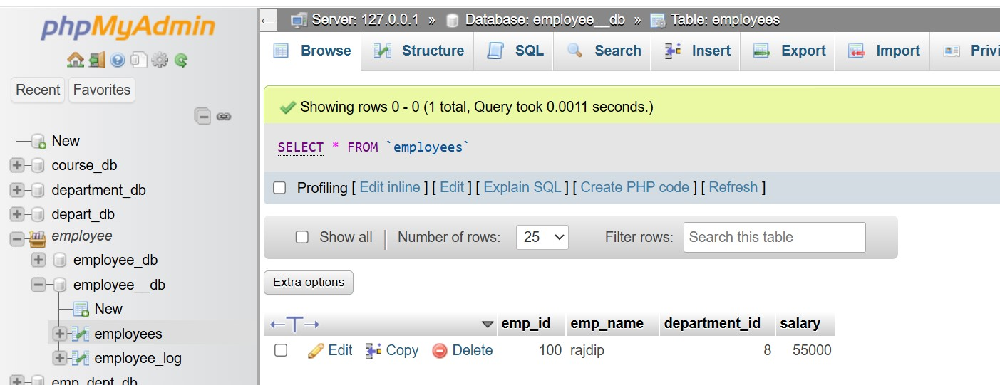 phpMyAdmin
Recent Favorites
New
course_db
department_db
depart_db
employee
employee_db
employee__db
New
employees
employee_log
emp_dept_db
Server: 127.0.0.1 » Database: employee__db » Table: employees
Browse Structure SQL Search Insert Export Import Privi
Showing rows 0 - 0 (1 total, Query took 0.0011 seconds.)
SELECT * FROM `employees`
Profiling [ Edit inline ] [ Edit ] [ Explain SQL ] [ Create PHP code ] [ Refresh ]
Show all | Number of rows: 25 Filter rows: Search this table
Extra options
←T→ emp_id emp_name department_id salary
Edit Copy Delete 100 rajdip 8 55000